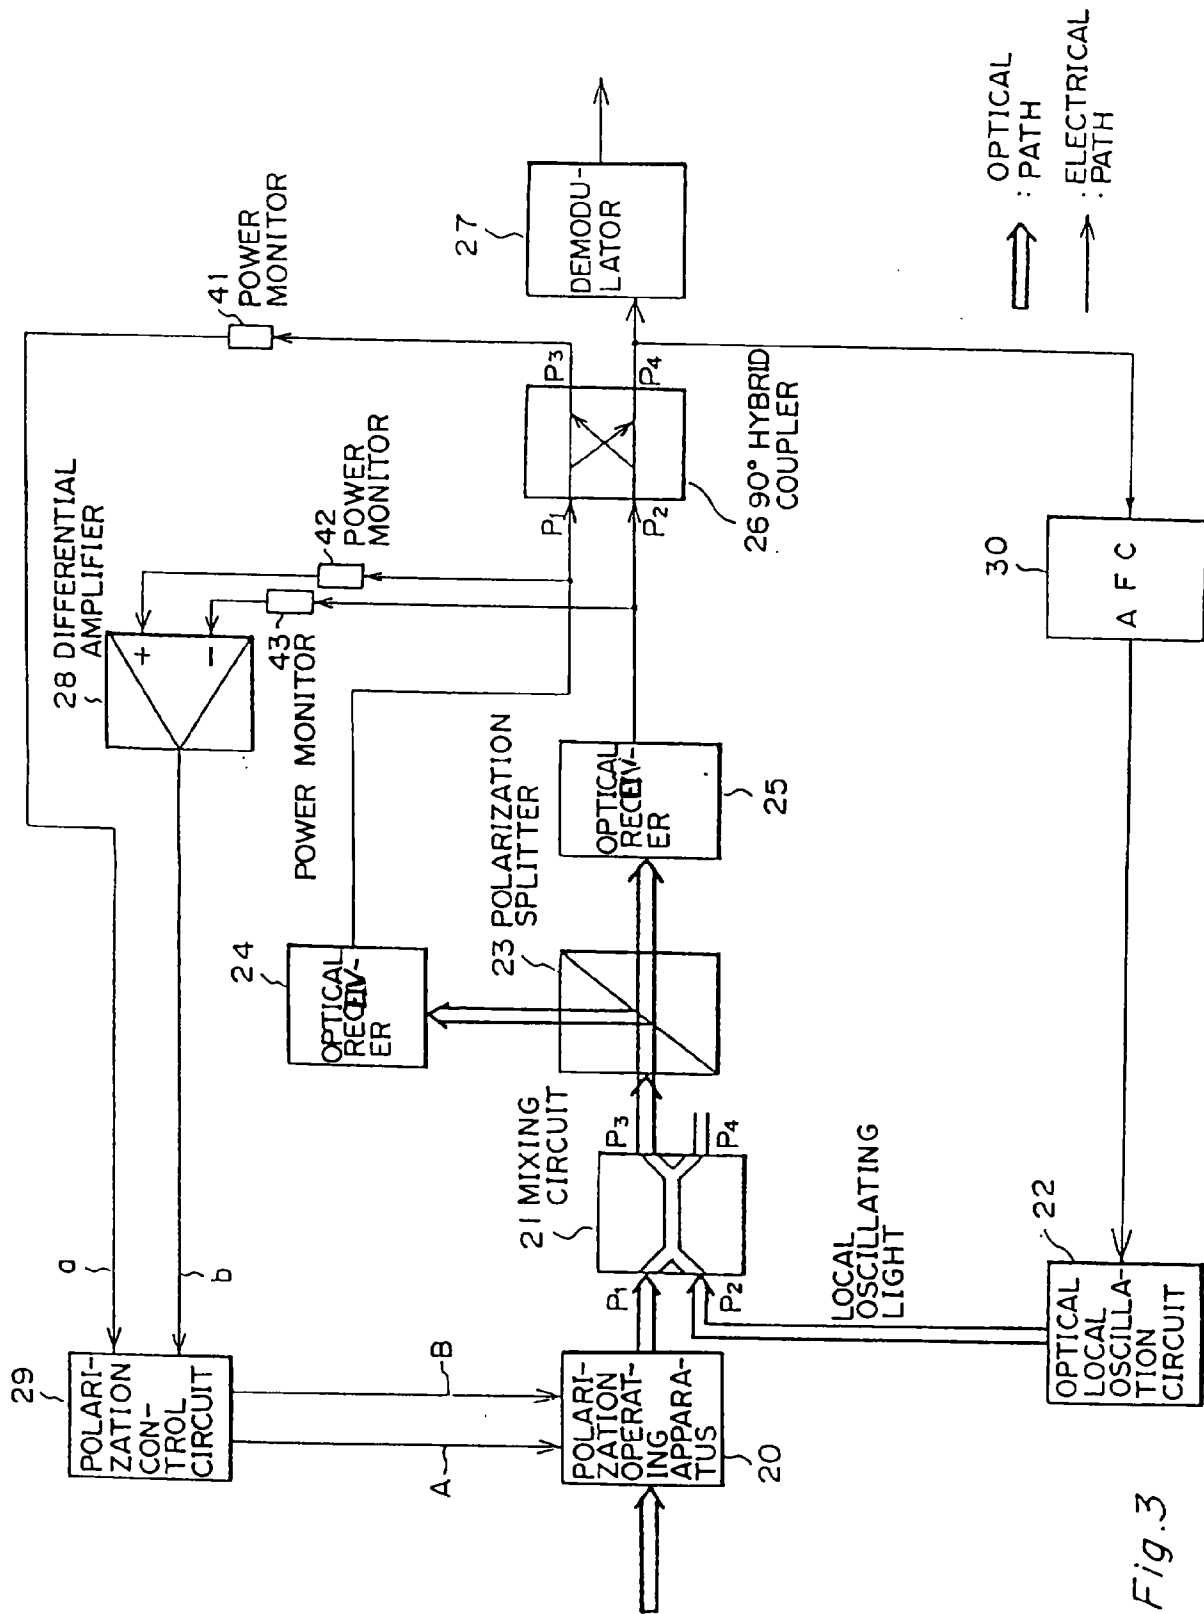 29
POLARI-
ZATION
CON-
TROL
CIRCUIT
a
b
A
B
28 DIFFERENTIAL
AMPLIFIER
+
-
41
POWER
MONITOR
42
POWER
MONITOR
43
POWER MONITOR
24
OPTICAL
RECEIV-
ER
POLARI-
ZATION
OPERAT-
ING
APPARA-
TUS
20
P1
P2
21 MIXING
CIRCUIT
P3
P4
23 POLARIZATION
SPLITTER
OPTICAL
RECEIV-
ER
25
P1
P2
P3
P4
26 90° HYBRID
COUPLER
27
DEMODU-
LATOR
LOCAL
OSCILLATING
LIGHT
22
OPTICAL
LOCAL
OSCILLA-
TION
CIRCUIT
30
A F C
: OPTICAL
PATH
: ELECTRICAL
PATH
Fig.3